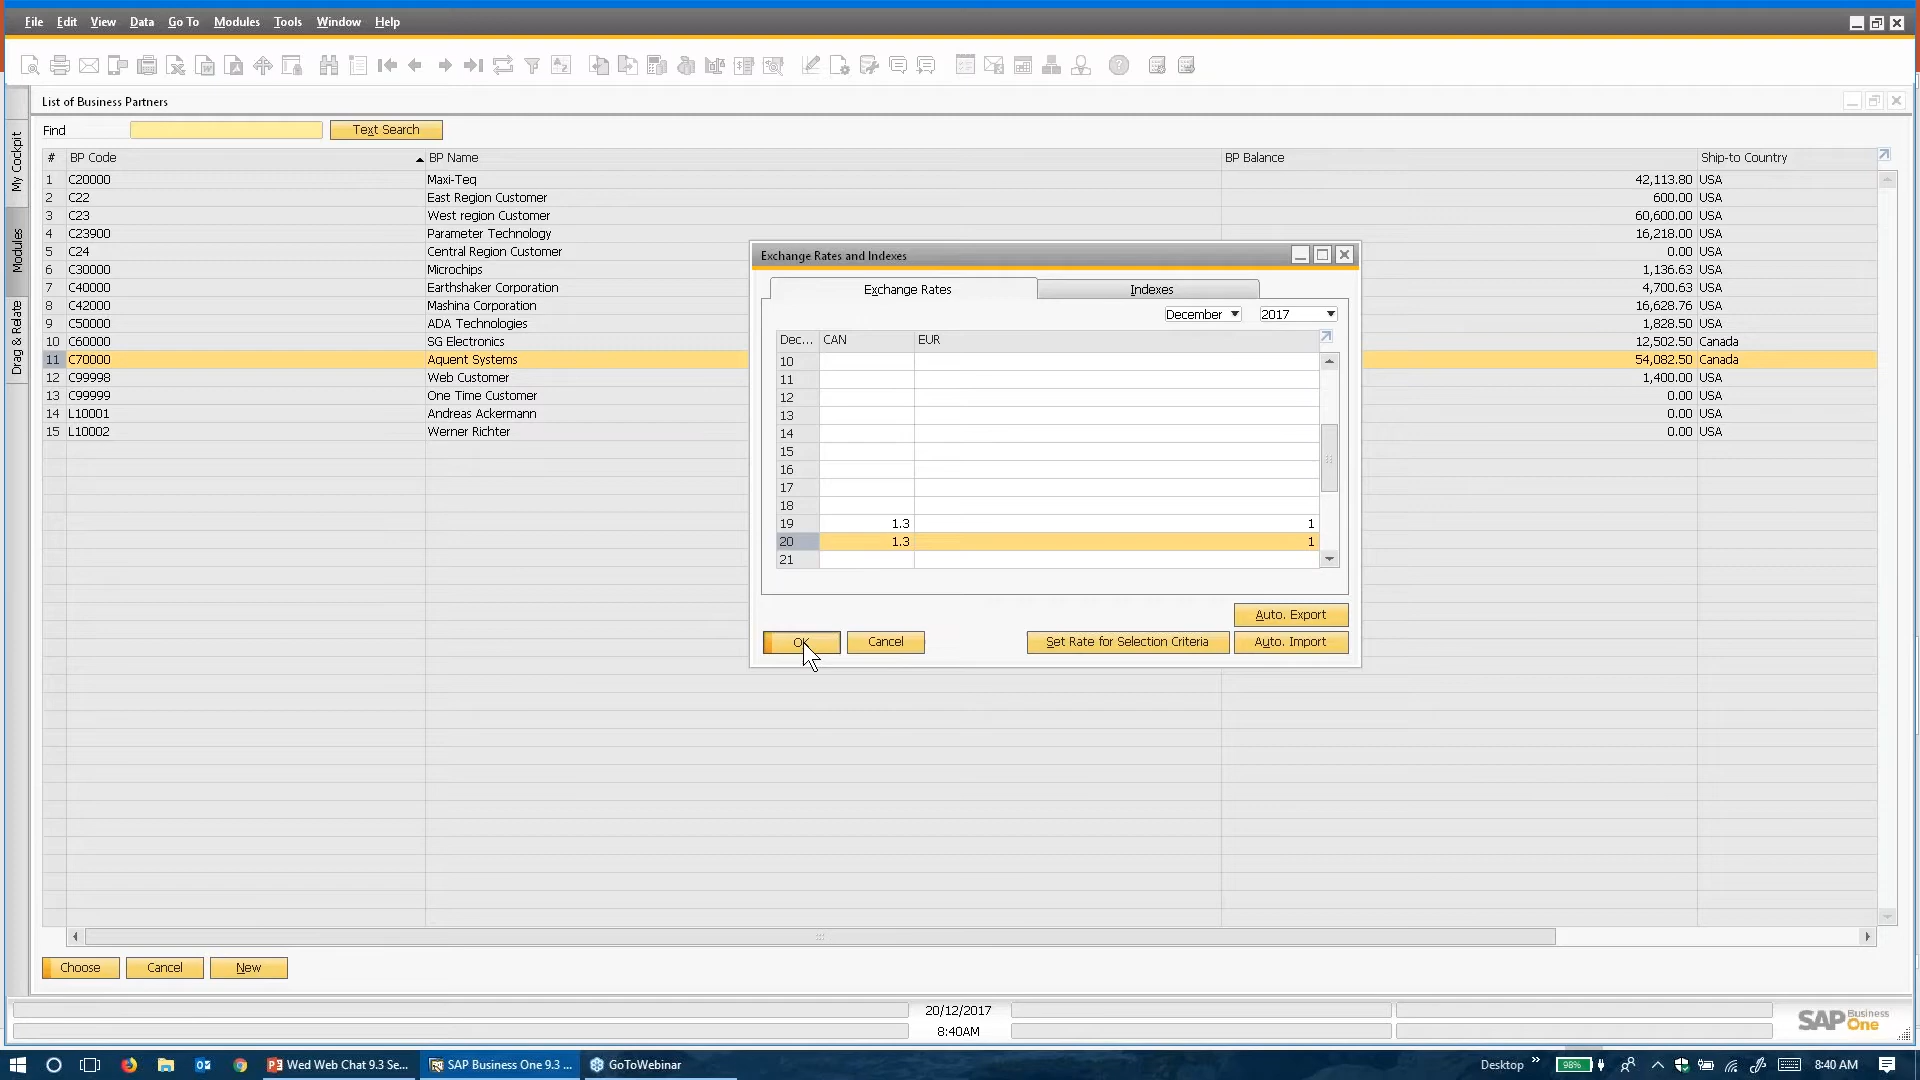 File Edit View Data Go To Modules Tools Window Help
List of Business Partners
Find Text Search
My Cockpit
Modules
Drag & Relate
# BP Code BP Name BP Balance Ship-to Country
1 C20000 Maxi-Teq 42,113.80 USA
2 C22 East Region Customer 600.00 USA
3 C23 West region Customer 60,600.00 USA
4 C23900 Parameter Technology 16,218.00 USA
5 C24 Central Region Customer 0.00 USA
6 C30000 Microchips 1,136.63 USA
7 C40000 Earthshaker Corporation 4,700.63 USA
8 C42000 Mashina Corporation 16,628.76 USA
9 C50000 ADA Technologies 1,828.50 USA
10 C60000 SG Electronics 12,502.50 Canada
11 C70000 Aquent Systems 54,082.50 Canada
12 C99998 Web Customer 1,400.00 USA
13 C99999 One Time Customer 0.00 USA
14 L10001 Andreas Ackermann 0.00 USA
15 L10002 Werner Richter 0.00 USA
Exchange Rates and Indexes
Exchange Rates Indexes
December 2017
Dec... CAN EUR
10
11
12
13
14
15
16
17
18
19 1.3 1
20 1.3 1
21
Auto. Export
OK Cancel Set Rate for Selection Criteria Auto. Import
Choose Cancel New
20/12/2017
8:40AM
SAP Business One
Wed Web Chat 9.3 Se... SAP Business One 9.3 ... GoToWebinar Desktop 98% 8:40 AM